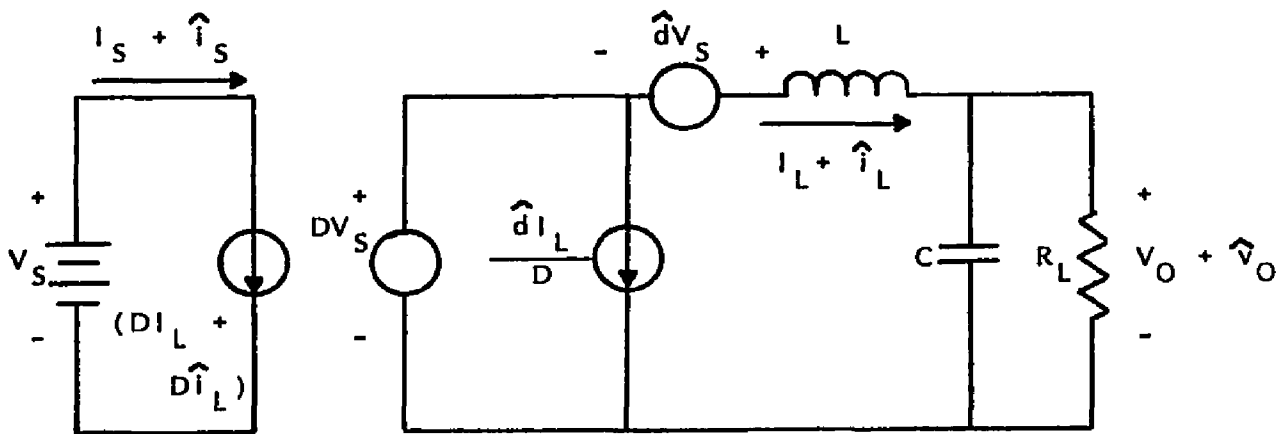 I_S + î_S
- d̂V_S +
L
I_L + î_L
+
V_S
-
(DI_L +
Dî_L)
+
DV_S
-
d̂I_L
D
C
R_L
+
V_O + v̂_O
-